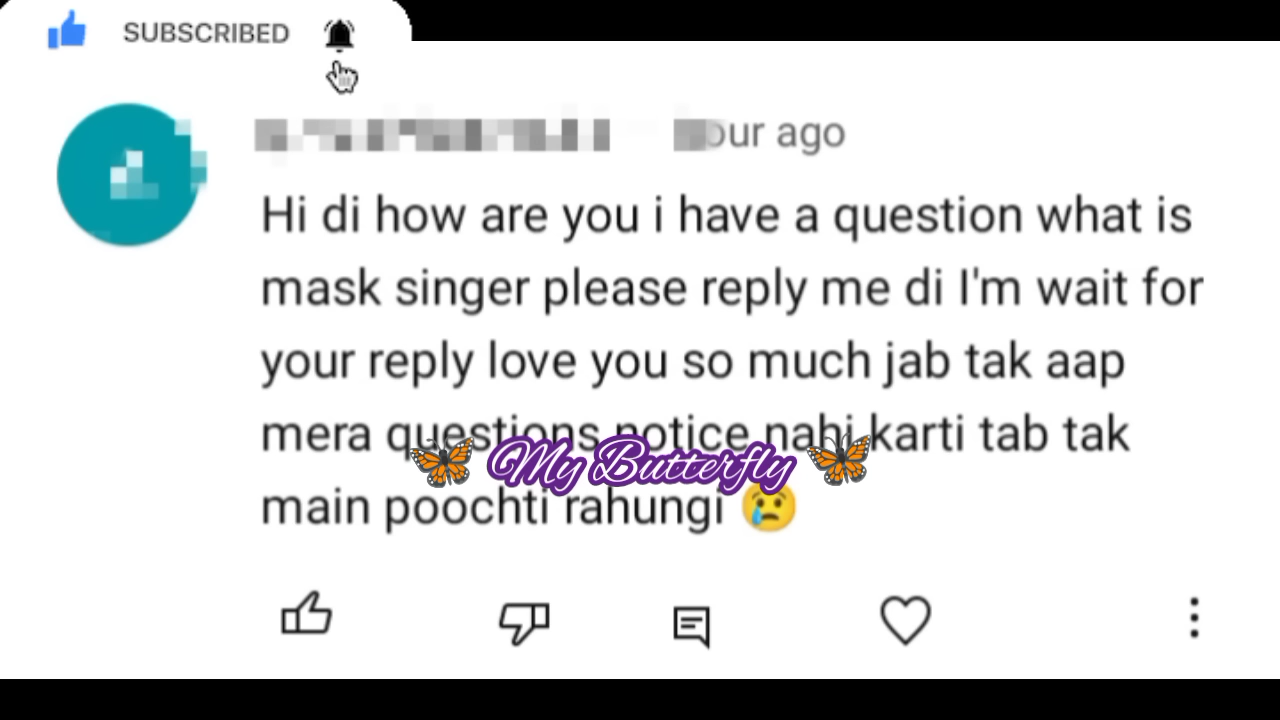 SUBSCRIBED
our ago
Hi di how are you i have a question what is
mask singer please reply me di I'm wait for
your reply love you so much jab tak aap
mera questions notice nahi karti tab tak
My Butterfly
main poochti rahungi 😢